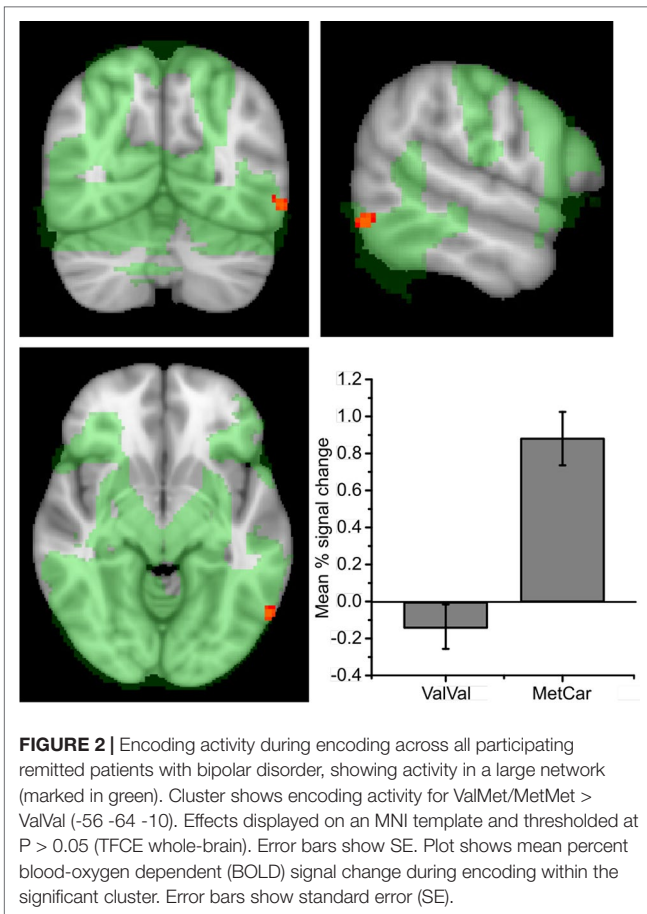 1.2
1.0
0.8
0.6
0.4
0.2
0.0
-0.2
-0.4
Mean % signal change
ValVal MetCar
FIGURE 2 | Encoding activity during encoding across all participating
remitted patients with bipolar disorder, showing activity in a large network
(marked in green). Cluster shows encoding activity for ValMet/MetMet >
ValVal (-56 -64 -10). Effects displayed on an MNI template and thresholded at
P > 0.05 (TFCE whole-brain). Error bars show SE. Plot shows mean percent
blood-oxygen dependent (BOLD) signal change during encoding within the
significant cluster. Error bars show standard error (SE).